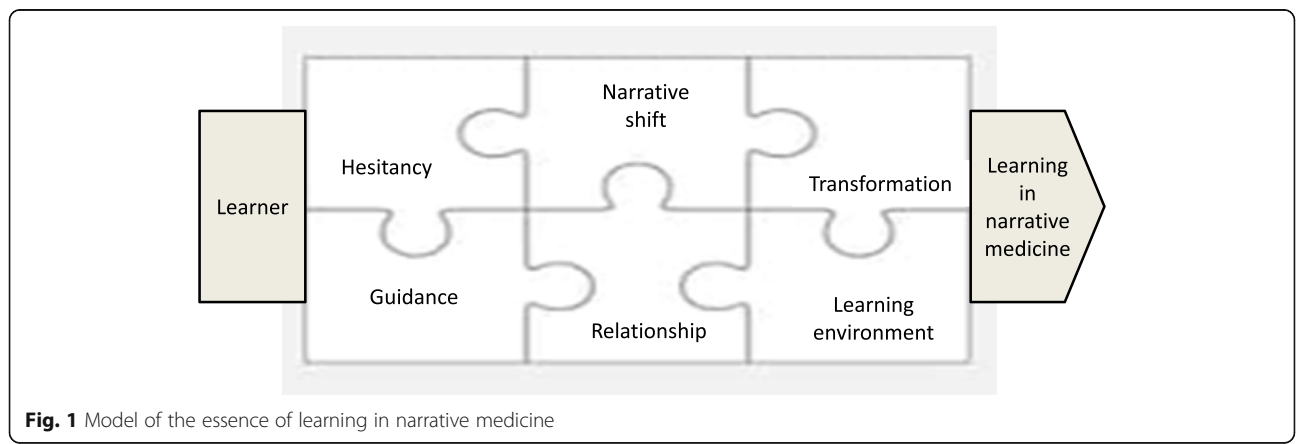 Learner
Hesitancy
Narrative
shift
Transformation
Guidance
Relationship
Learning
environment
Learning
in
narrative
medicine
Fig. 1 Model of the essence of learning in narrative medicine